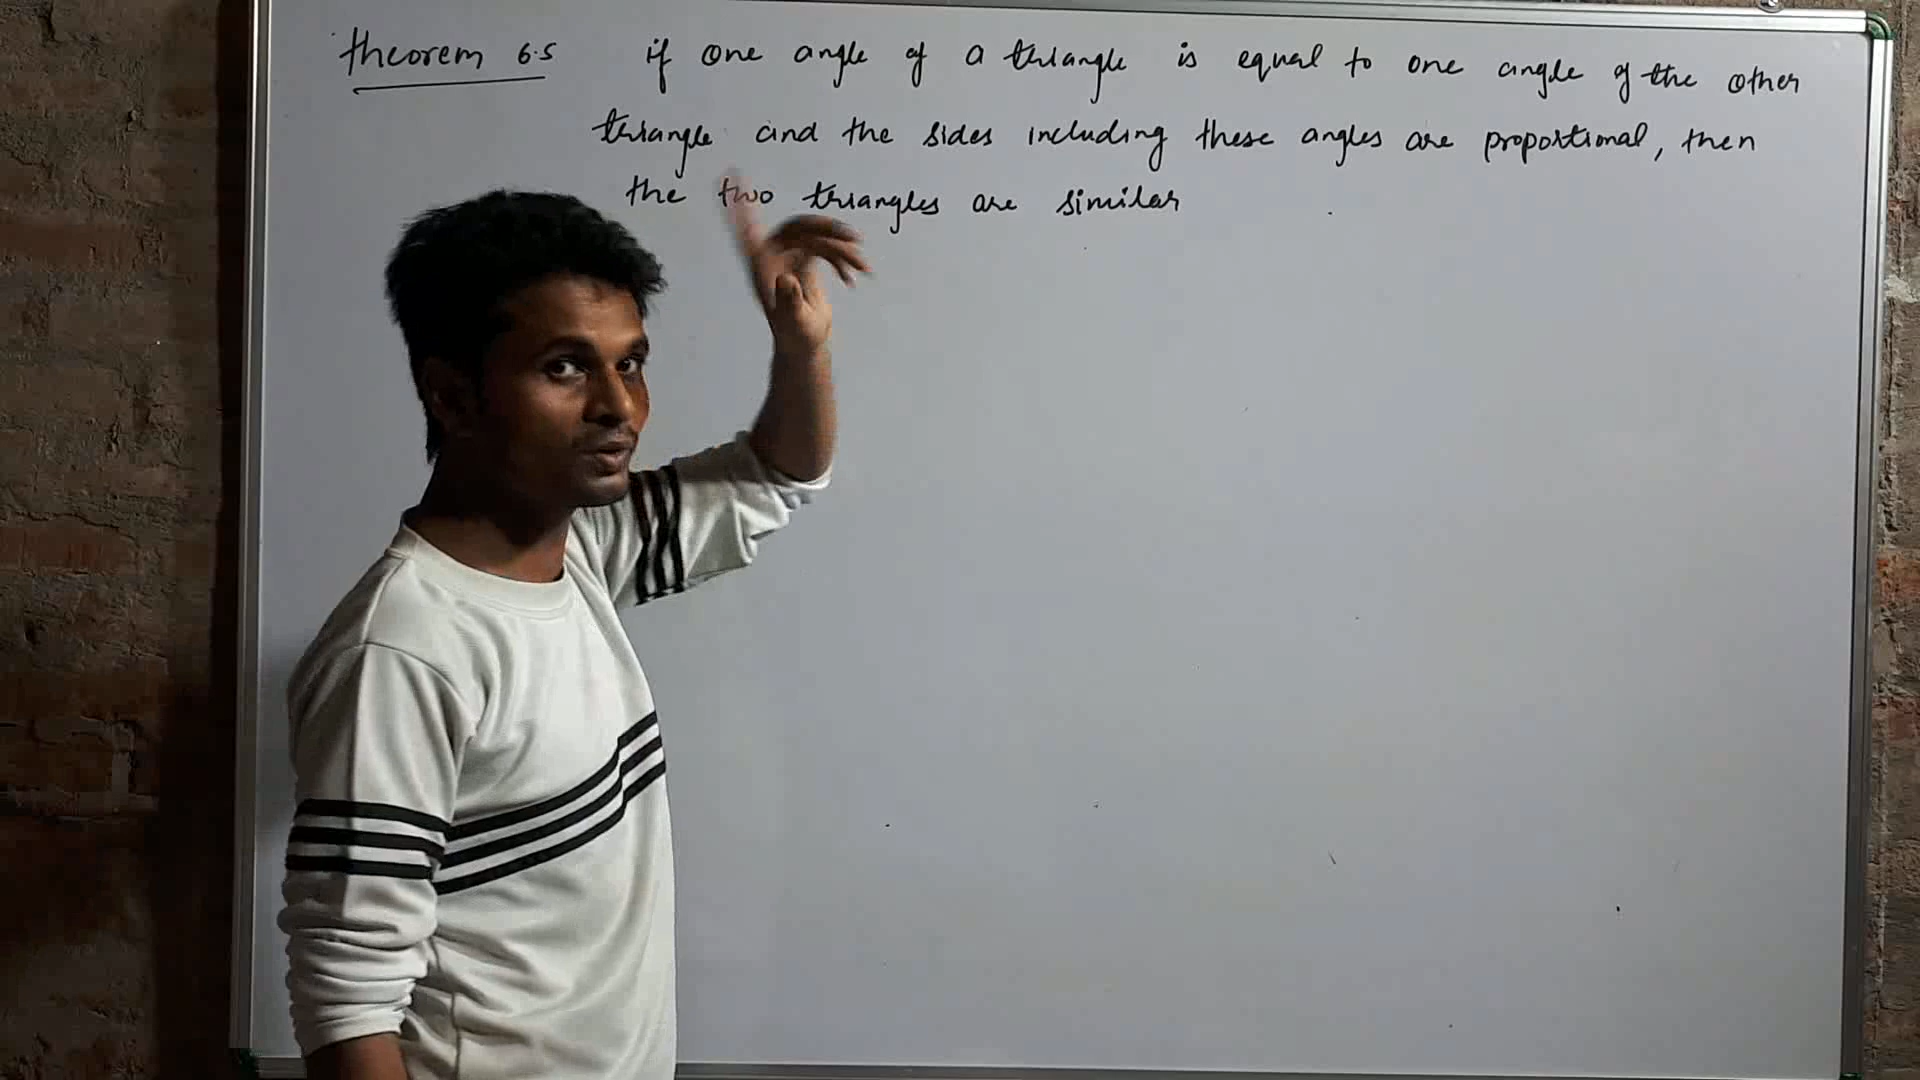 Theorem 6.5 if one angle of a triangle is equal to one angle of the other
triangle and the sides including these angles are proportional, then
the two triangles are similar